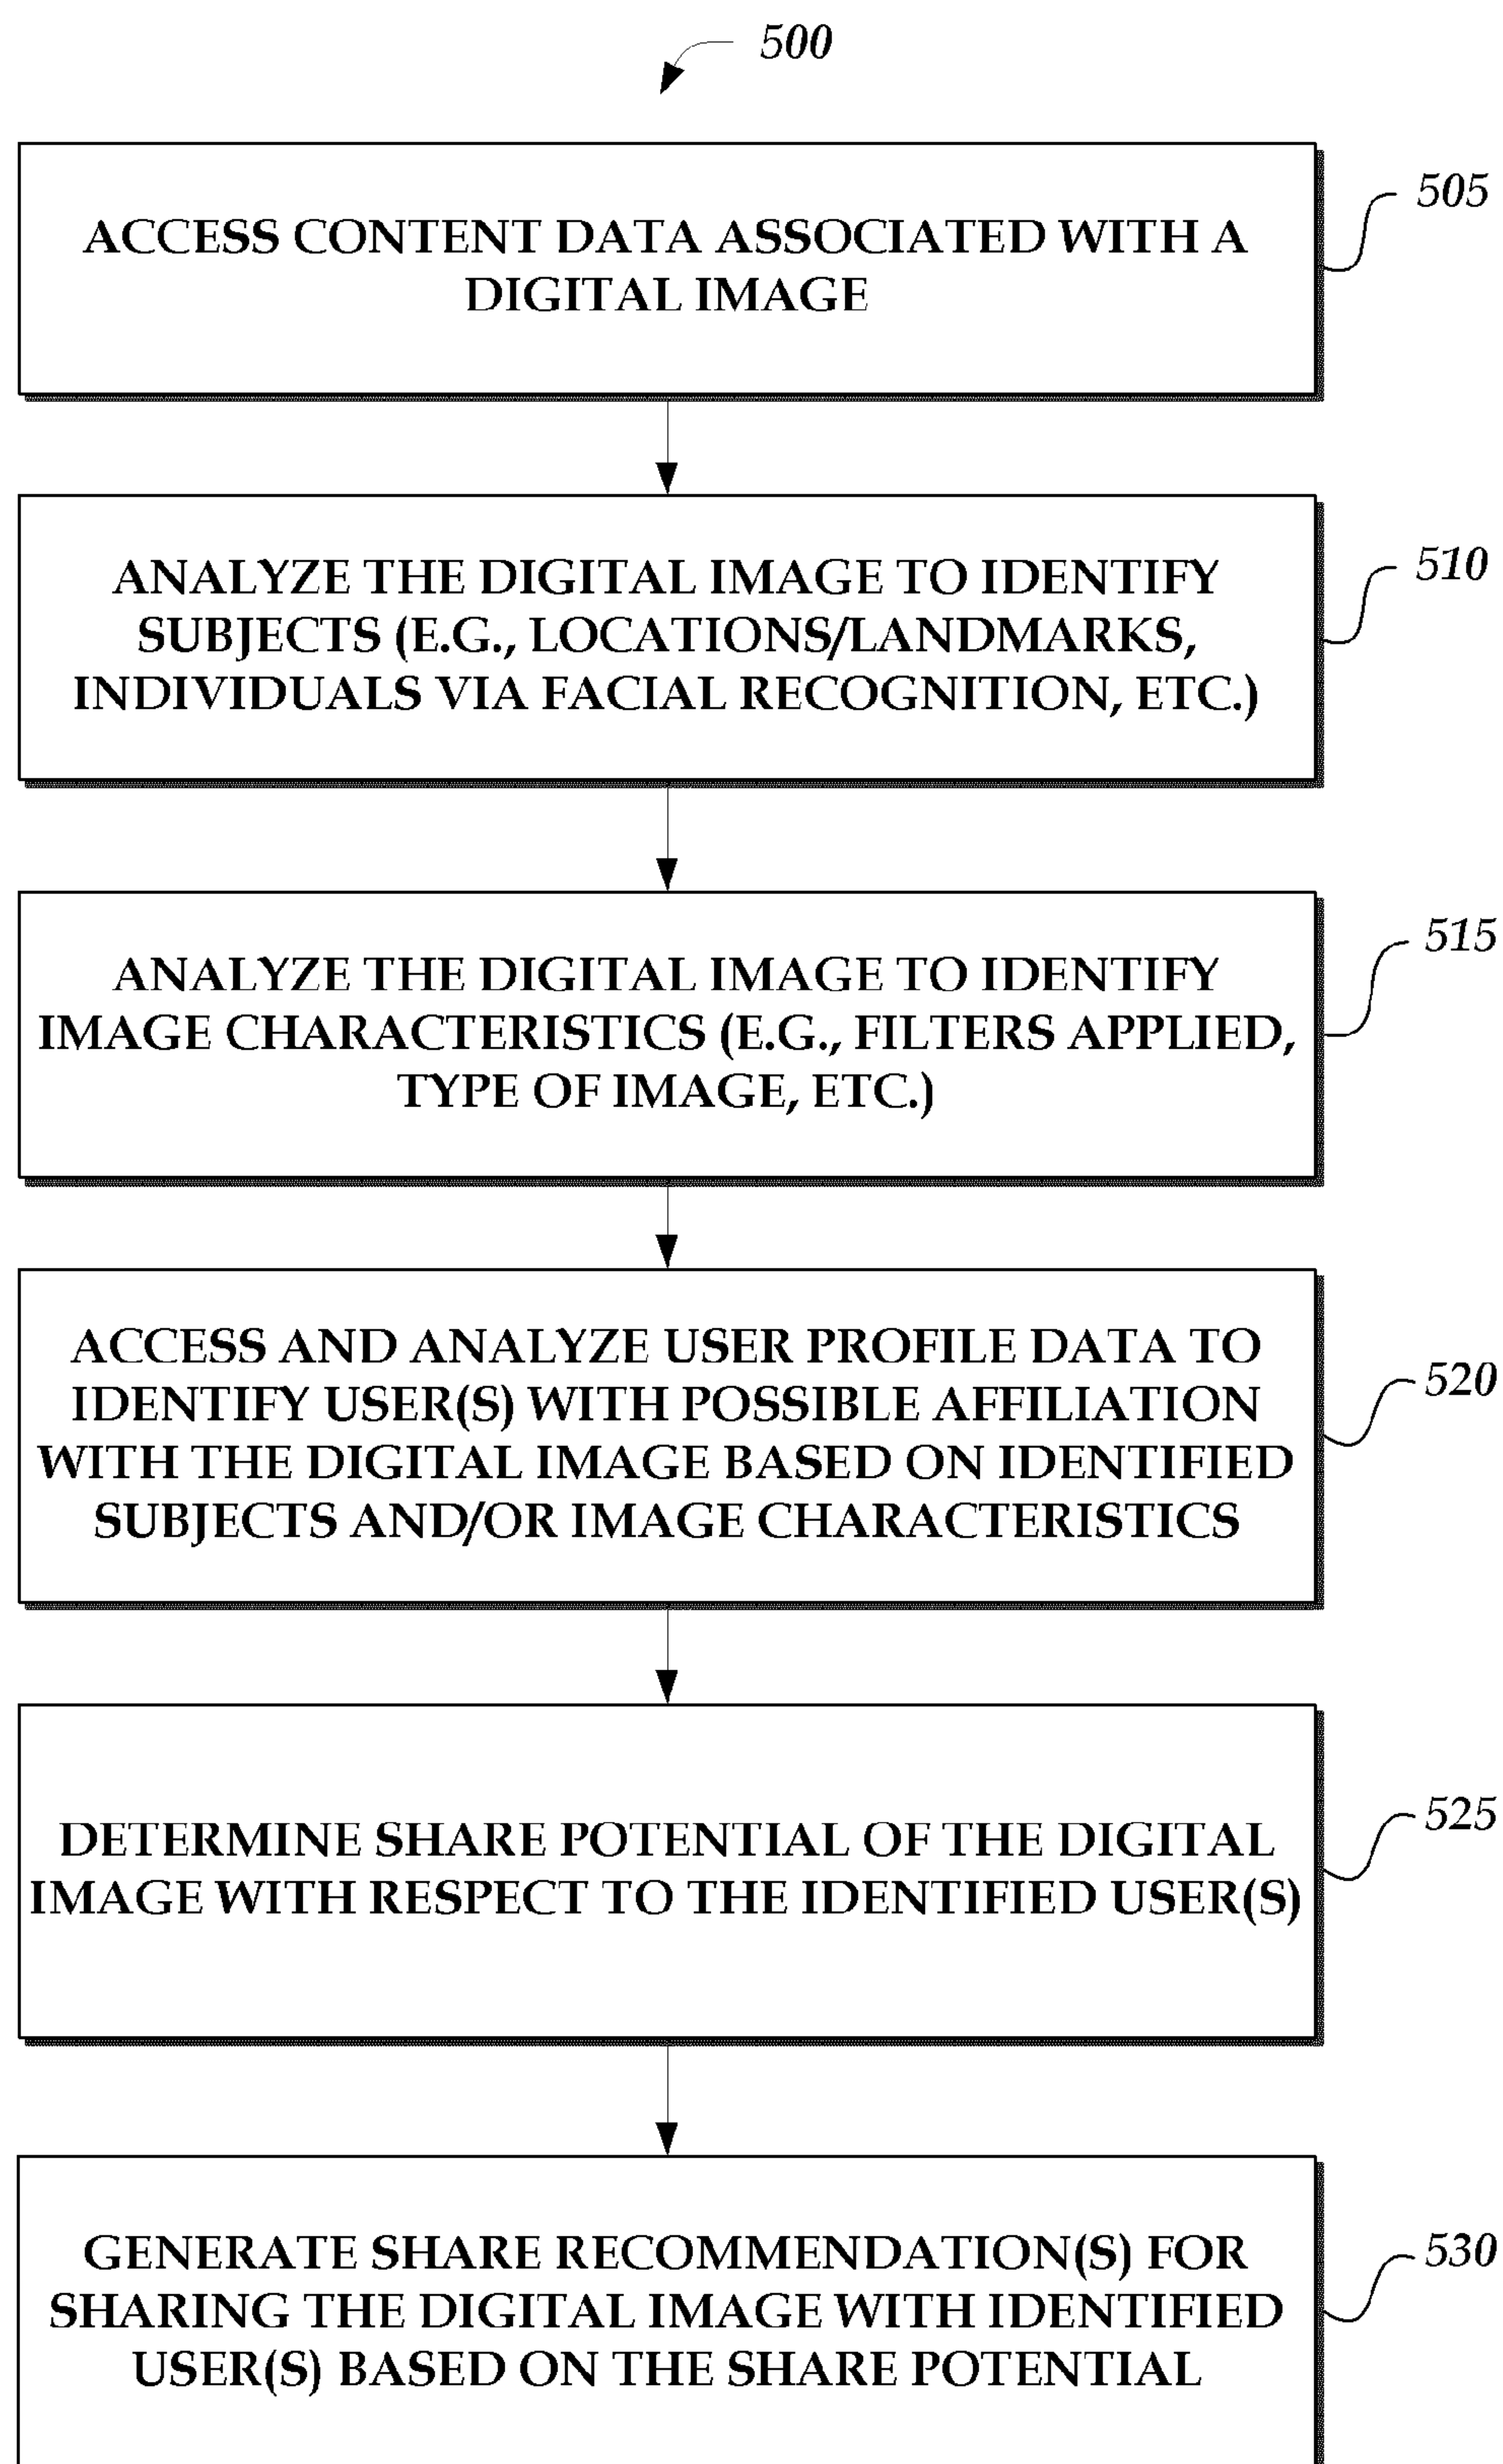 500
505
ACCESS CONTENT DATA ASSOCIATED WITH A
DIGITAL IMAGE
510
ANALYZE THE DIGITAL IMAGE TO IDENTIFY
SUBJECTS (E.G., LOCATIONS/LANDMARKS,
INDIVIDUALS VIA FACIAL RECOGNITION, ETC.)
515
ANALYZE THE DIGITAL IMAGE TO IDENTIFY
IMAGE CHARACTERISTICS (E.G., FILTERS APPLIED,
TYPE OF IMAGE, ETC.)
520
ACCESS AND ANALYZE USER PROFILE DATA TO
IDENTIFY USER(S) WITH POSSIBLE AFFILIATION
WITH THE DIGITAL IMAGE BASED ON IDENTIFIED
SUBJECTS AND/OR IMAGE CHARACTERISTICS
525
DETERMINE SHARE POTENTIAL OF THE DIGITAL
IMAGE WITH RESPECT TO THE IDENTIFIED USER(S)
530
GENERATE SHARE RECOMMENDATION(S) FOR
SHARING THE DIGITAL IMAGE WITH IDENTIFIED
USER(S) BASED ON THE SHARE POTENTIAL